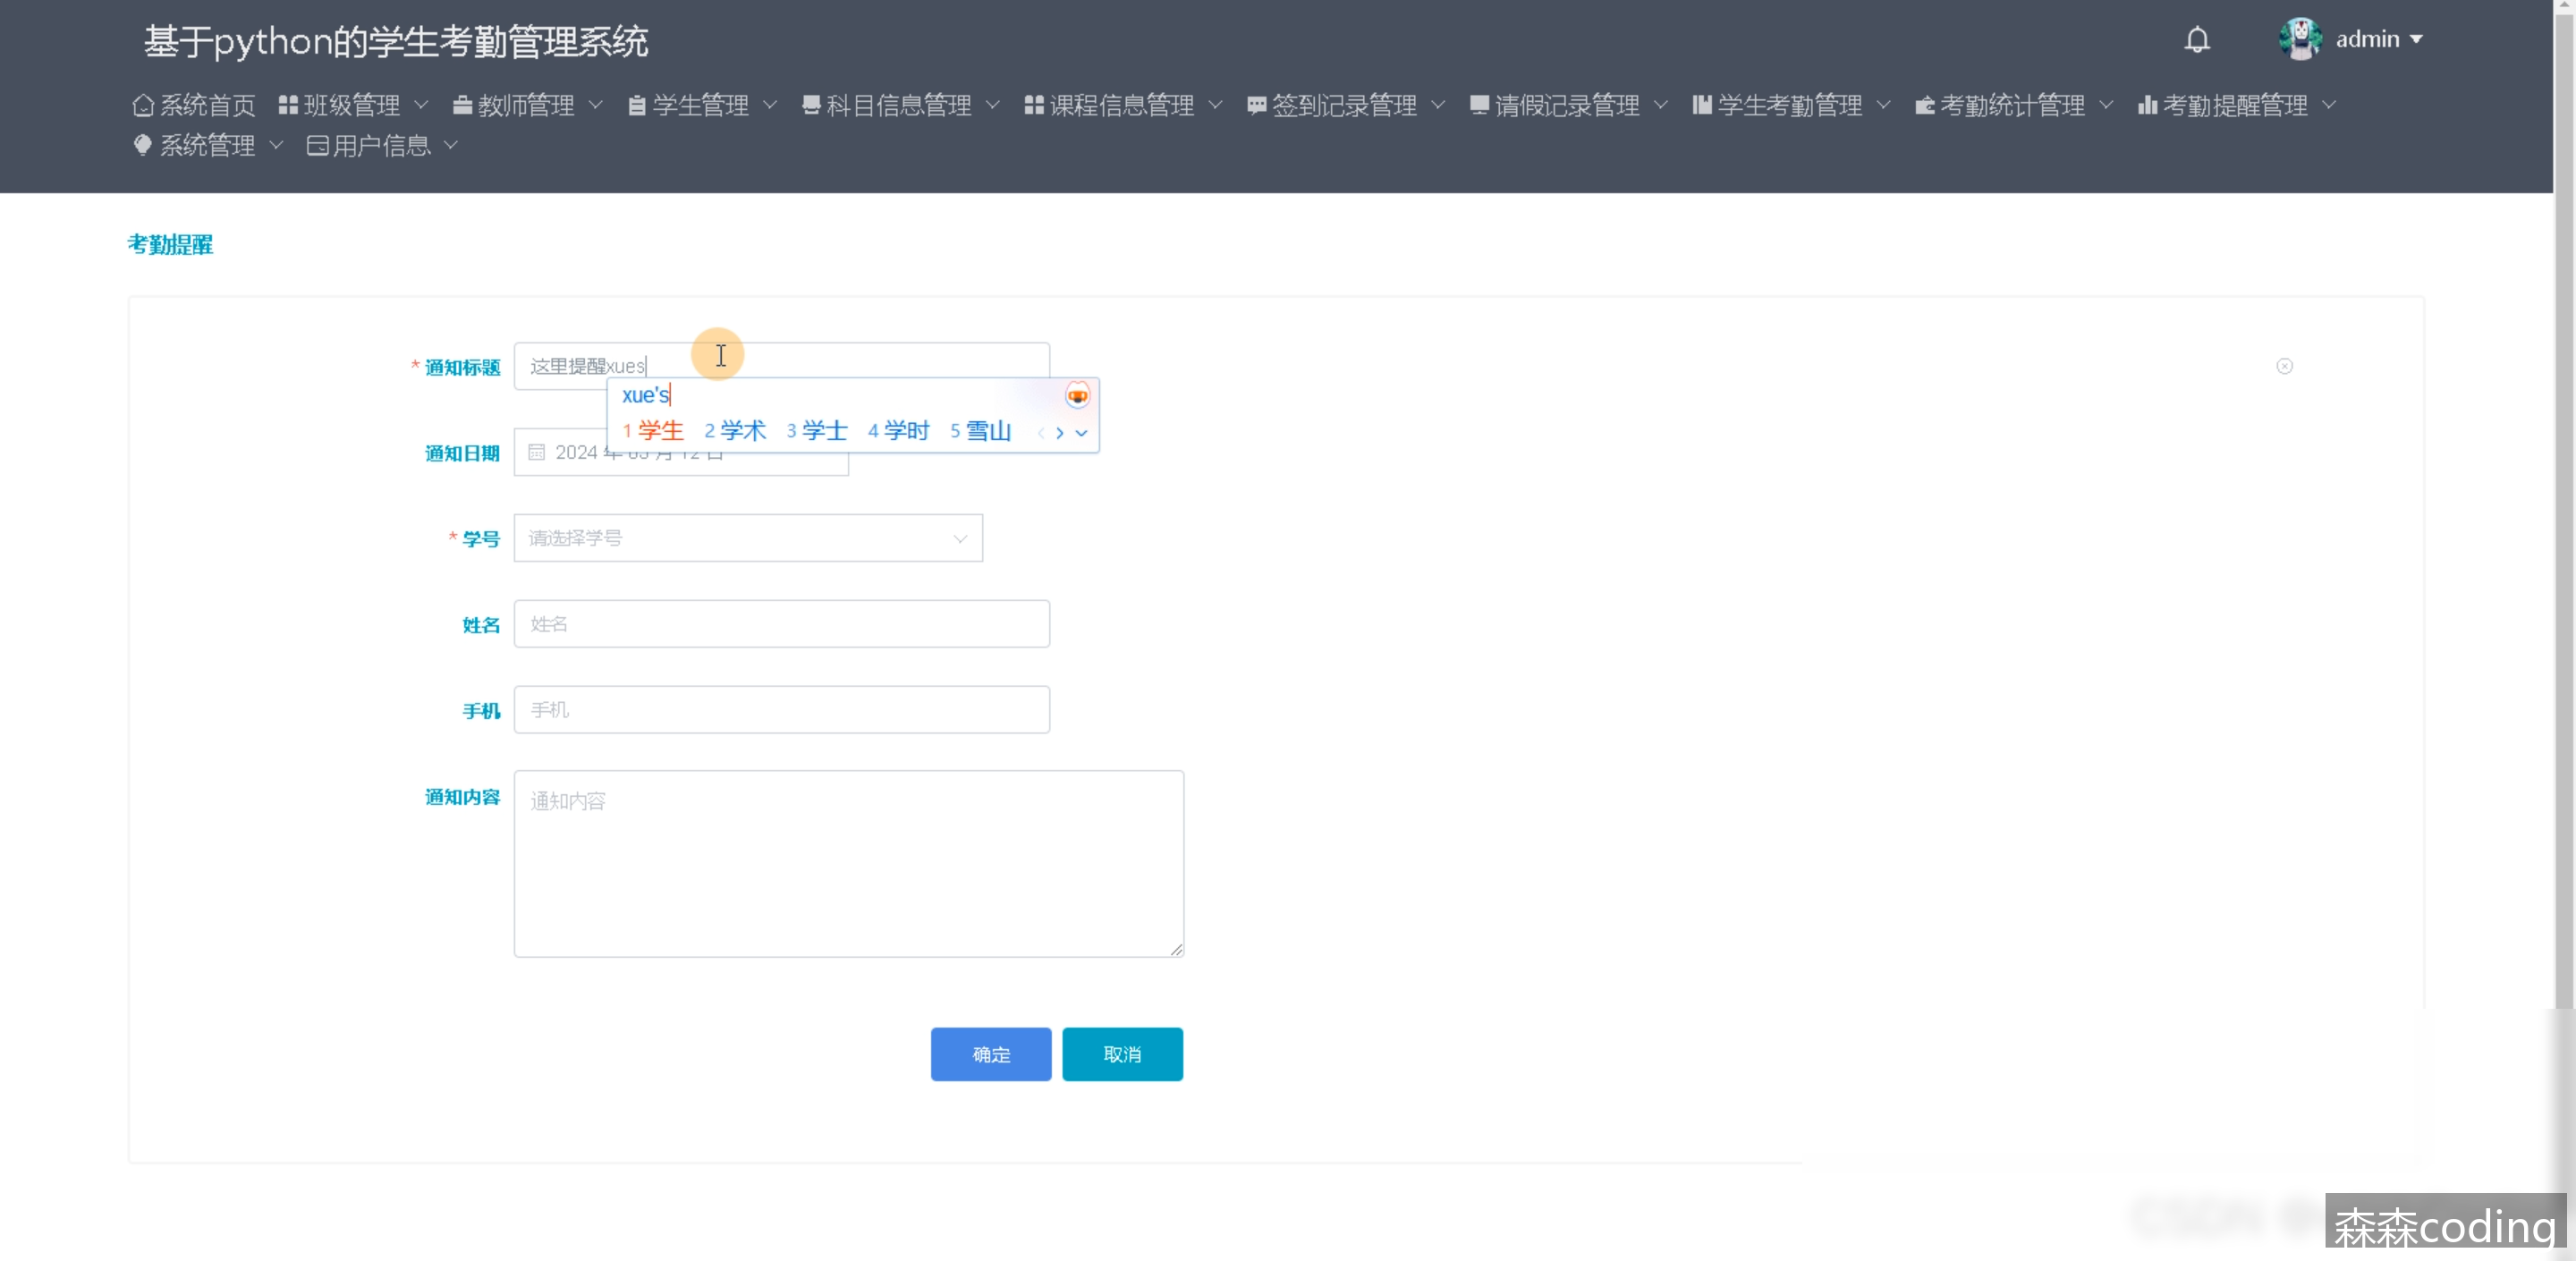 基于python的学生考勤管理系统
admin
系统首页 班级管理 教师管理 学生管理 科目信息管理 课程信息管理 签到记录管理 请假记录管理 学生考勤管理 考勤统计管理 考勤提醒管理
系统管理 用户信息
考勤提醒
* 通知标题 这里提醒xues
xue's
1 学生 2 学术 3 学士 4 学时 5 雪山
通知日期 2024 年 03 月 12 日
* 学号 请选择学号
姓名 姓名
手机 手机
通知内容 通知内容
确定 取消
森森coding